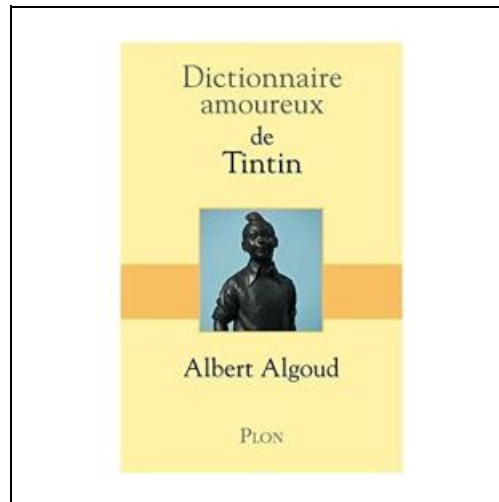 Dictionnaire
amoureux
de
Tintin
Albert Algoud
PLON